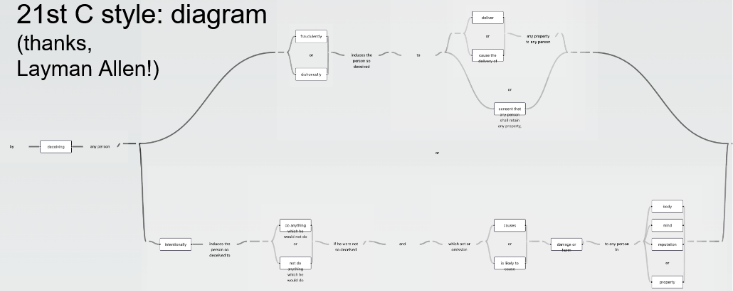 21st C style: diagram
(thanks,
Layman Allen!)
fraudulently
or
dishonestly
induces the
person so
deceived
to
deliver
or
cause the
delivery of
any property
to any person
or
consent that
any person
shall retain
any property
by
deceiving
any person
or
intentionally
induces the
person so
deceived to
do anything
which he
would not do
or
not do
anything
which he
would do
if he were not
so deceived
and
which act or
omission
causes
or
is likely to
cause
damage or
harm
to any person
in
body
mind
reputation
or
property